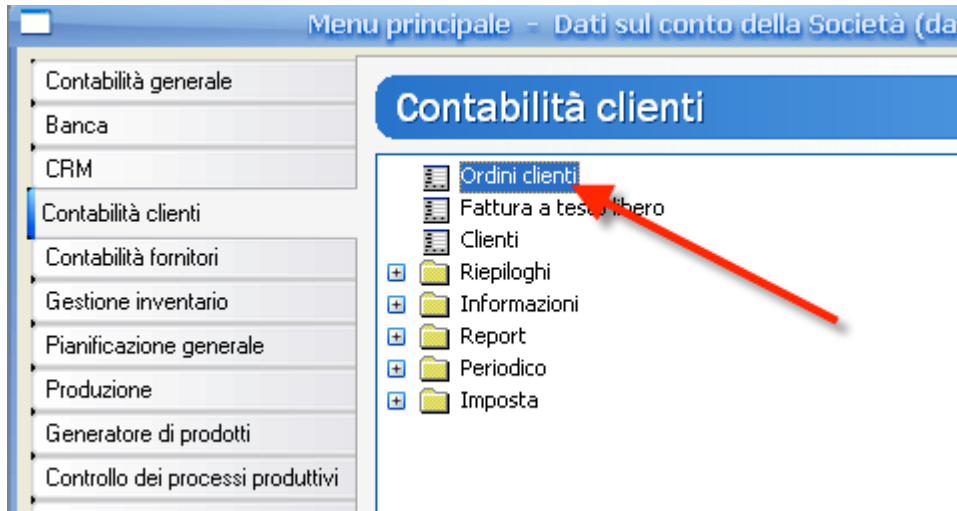 Menu principale - Dati sul conto della Società (da
Contabilità generale
Banca
CRM
Contabilità clienti
Contabilità fornitori
Gestione inventario
Pianificazione generale
Produzione
Generatore di prodotti
Controllo dei processi produttivi
Contabilità clienti
Ordini clienti
Fattura a testo libero
Clienti
Riepiloghi
Informazioni
Report
Periodico
Imposta